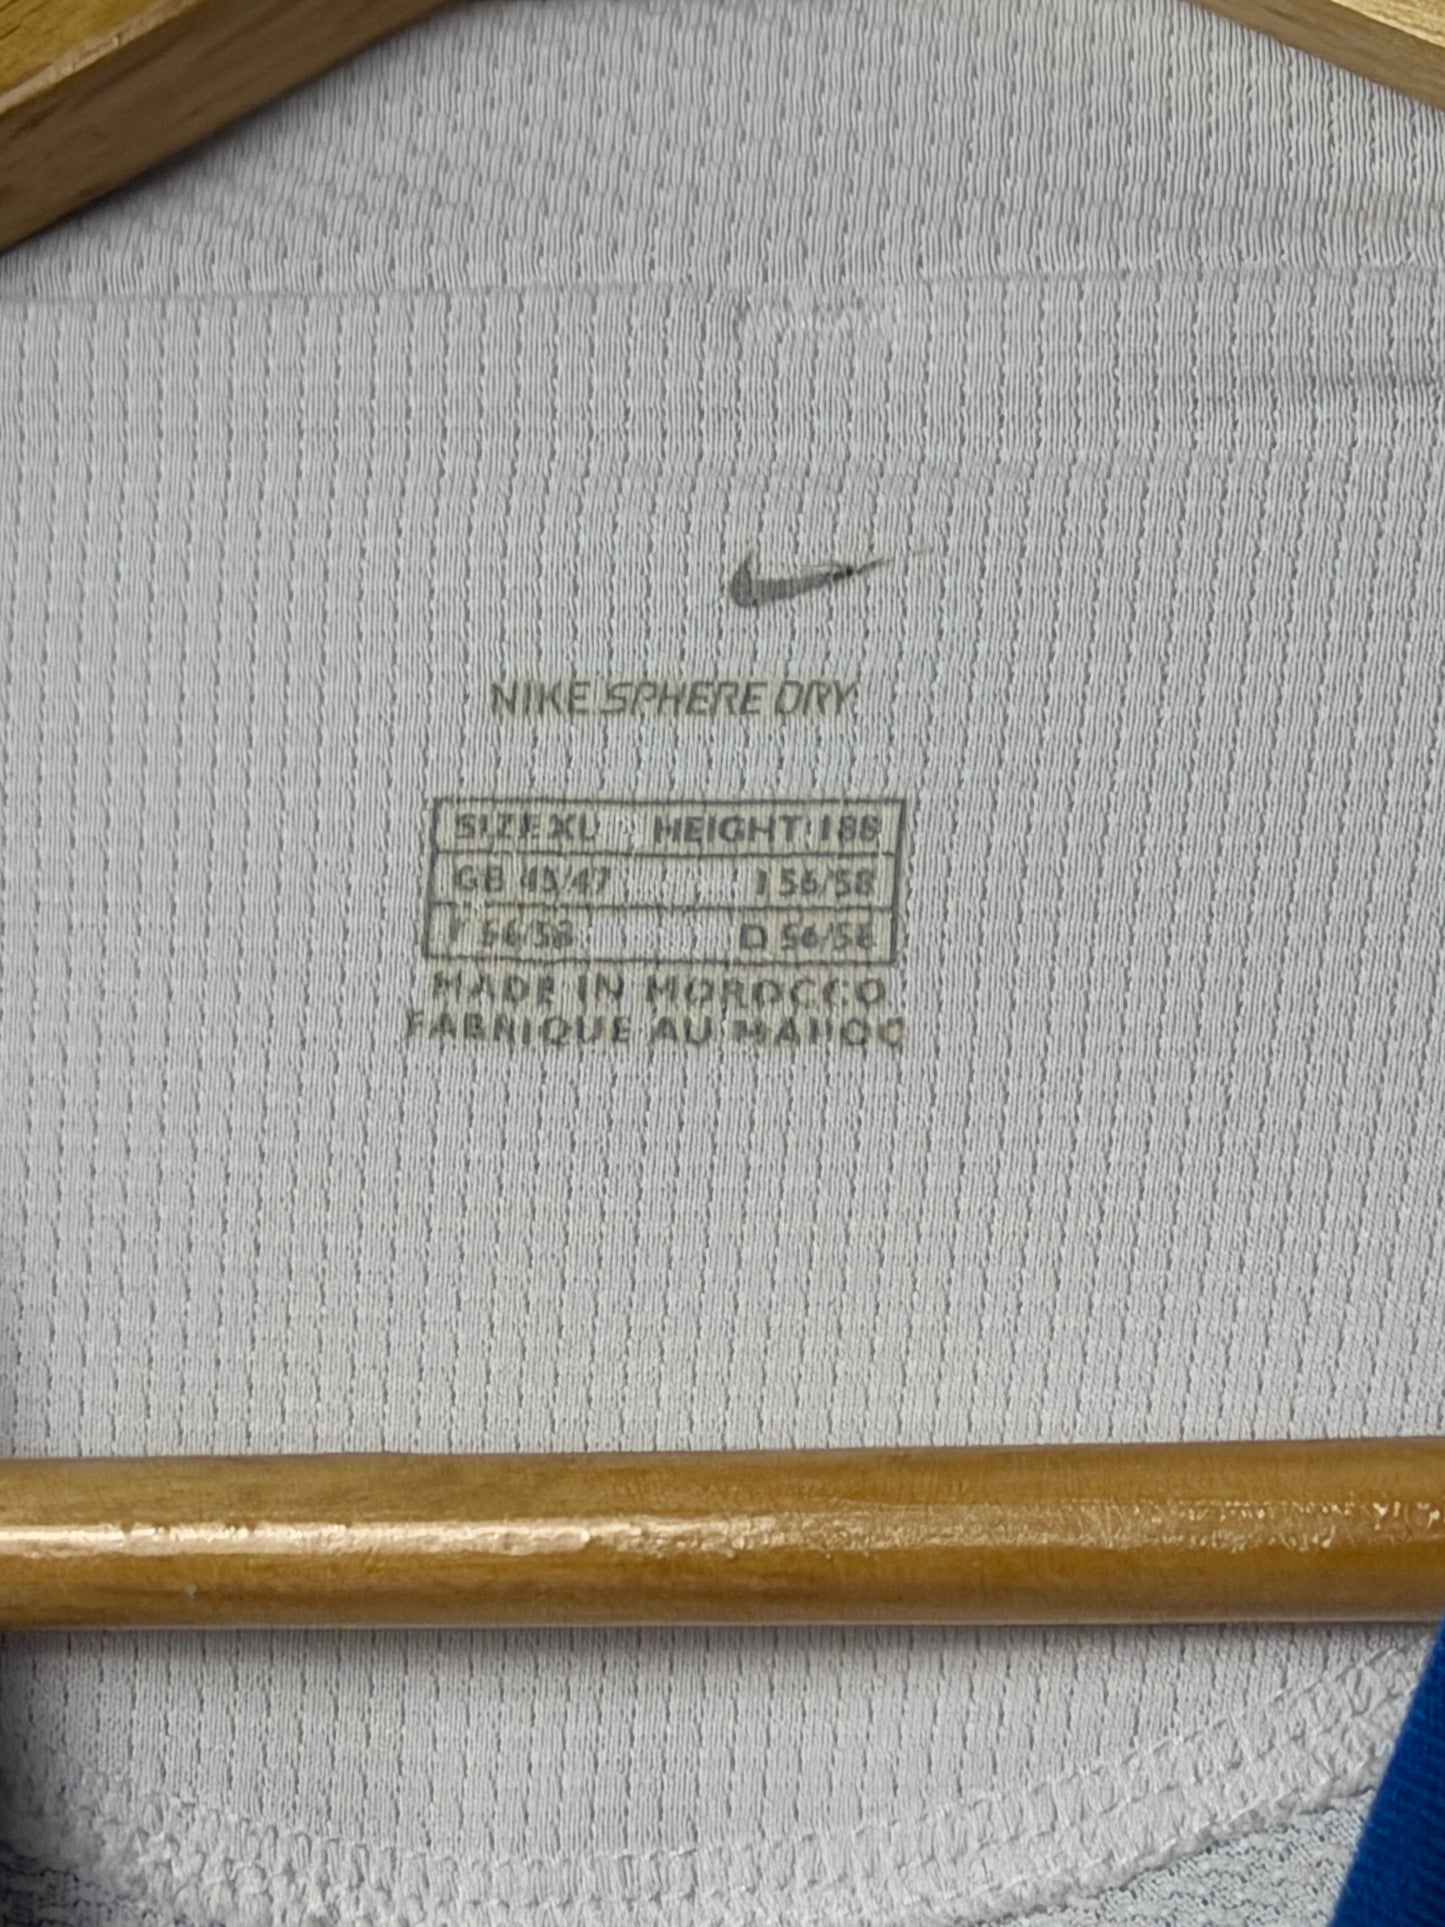 NIKE SPHERE DRY
SIZE XL HEIGHT 188
GB 45/47 I 56/58
F 56/58 D 56/58
MADE IN MOROCCO
FABRIQUE AU MAROC